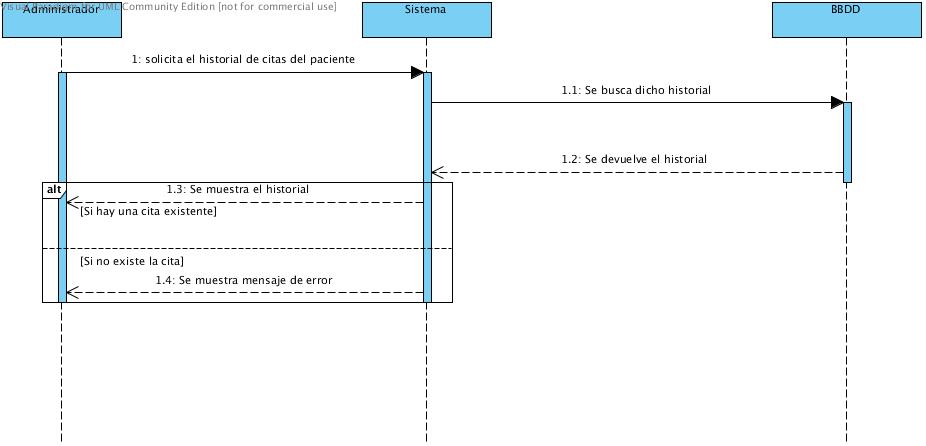 Visual Paradigm for UML Community Edition [not for commercial use]
Administrador
Sistema
BBDD
1: solicita el historial de citas del paciente
1.1: Se busca dicho historial
1.2: Se devuelve el historial
alt
1.3: Se muestra el historial
[Si hay una cita existente]
[Si no existe la cita]
1.4: Se muestra mensaje de error